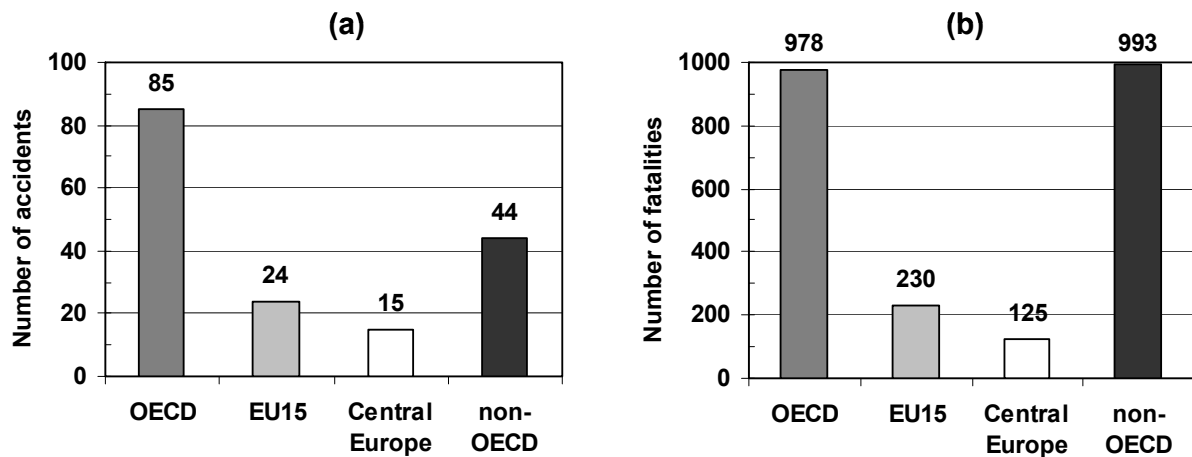 (a)
Number of accidents
100
80
60
40
20
0
85
24
15
44
OECD
EU15
Central
Europe
non-
OECD
(b)
Number of fatalities
1000
800
600
400
200
0
978
230
125
993
OECD
EU15
Central
Europe
non-
OECD